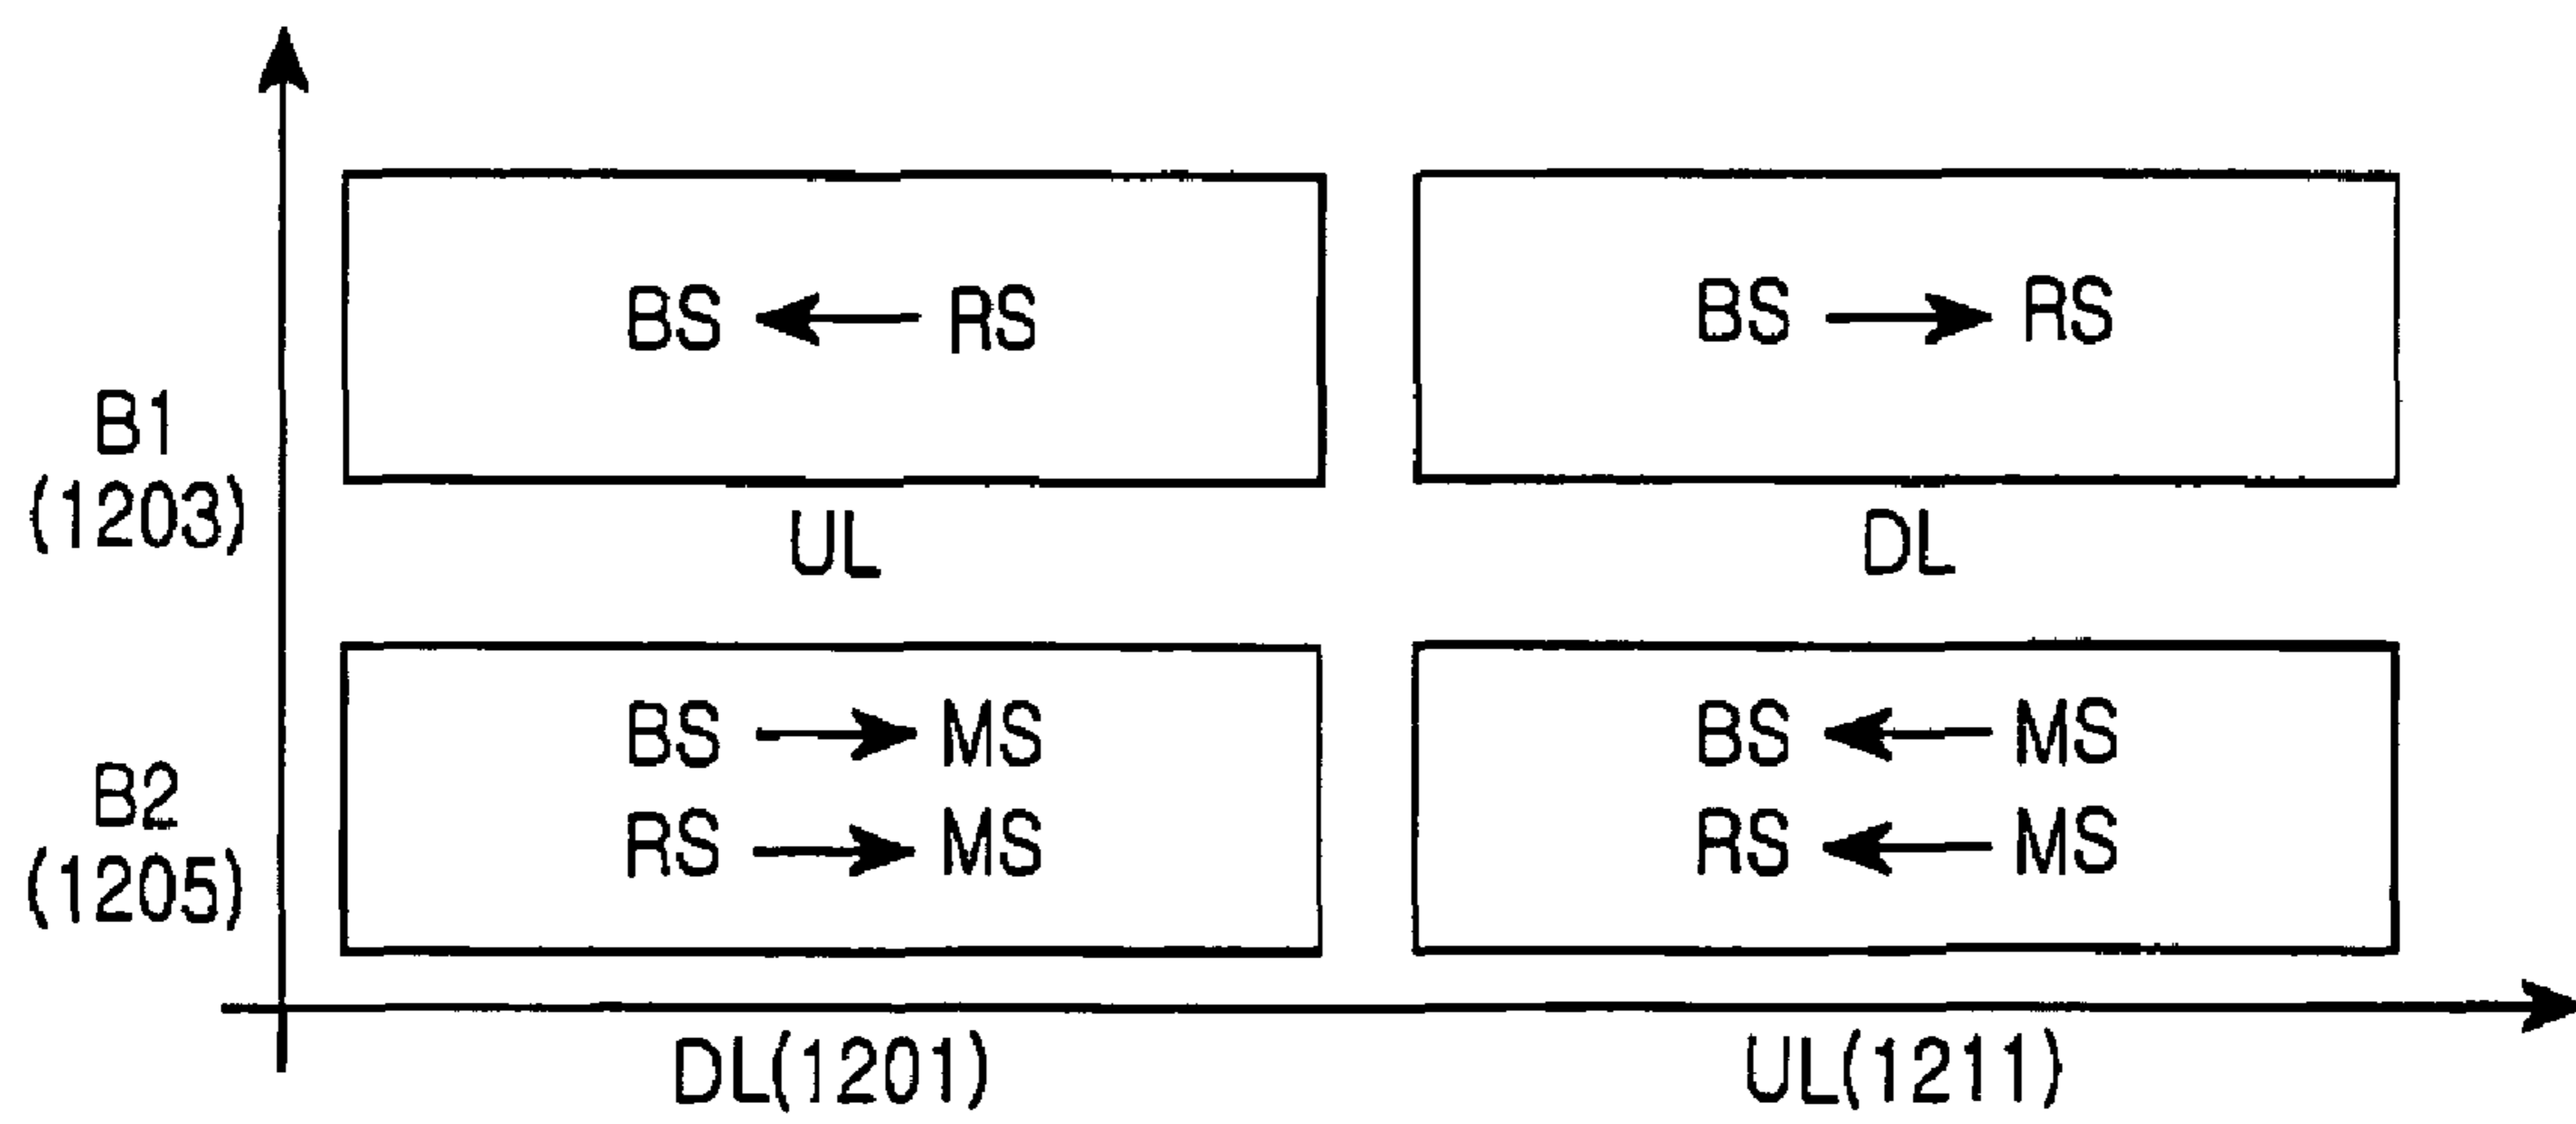 BS ← RS
BS → RS
B1
(1203)
UL
DL
BS → MS
BS ← MS
B2
(1205)
RS → MS
RS ← MS
DL(1201)
UL(1211)